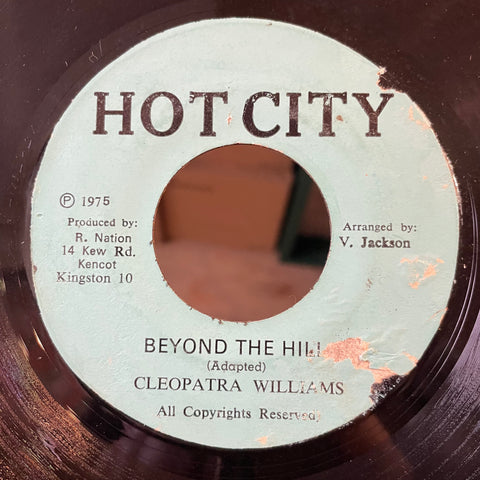 HOT CITY
℗ 1975
Produced by:
R. Nation
14 Kew Rd.
Kencot
Kingston 10
Arranged by:
V. Jackson
BEYOND THE HILL
(Adapted)
CLEOPATRA WILLIAMS
All Copyrights Reserved